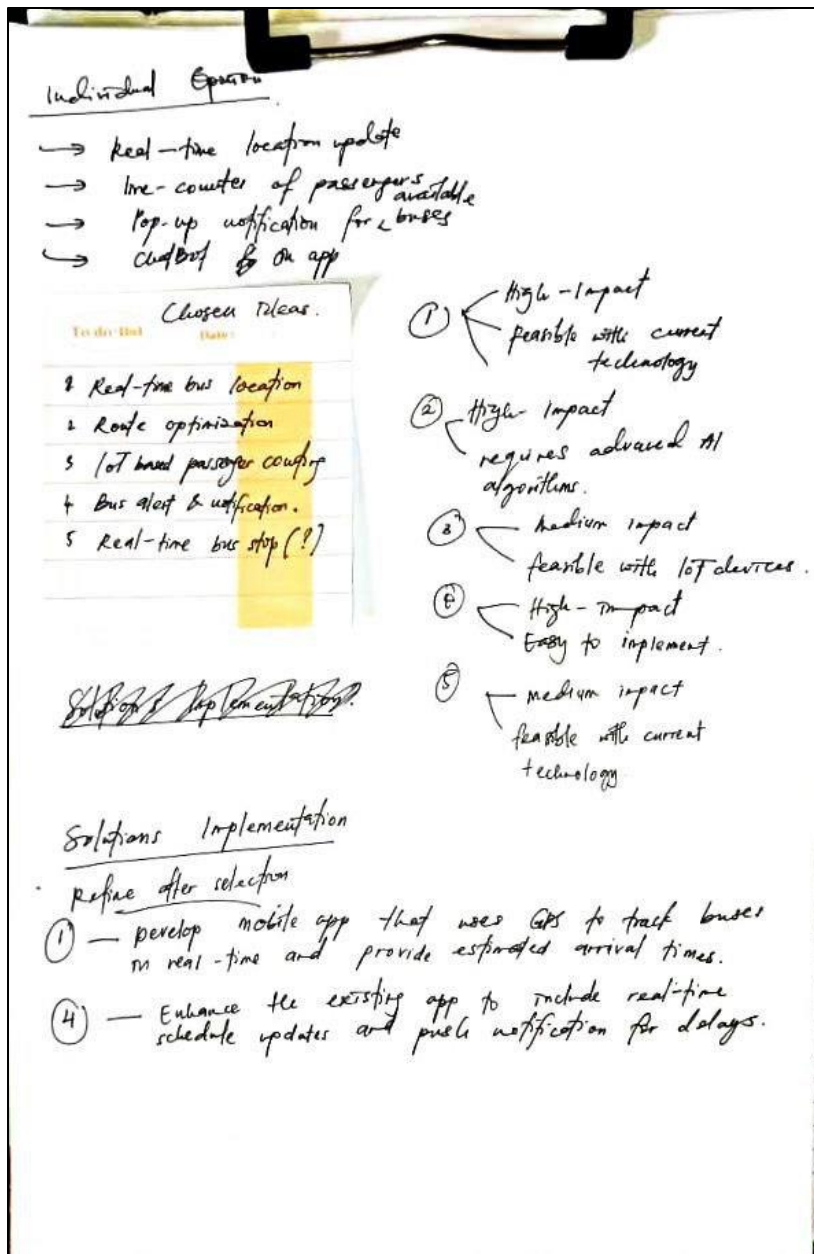 Individual Opinion
→ Real-time location update
→ line-counter of passengers
→ Pop-up notification for available buses
→ ChatBot on app
Chosen Ideas.
To do List Date:
1 Real-time bus location
2 Route optimization
3 IoT based passenger counting
4 Bus alert & notification.
5 Real-time bus stop (?)
① High-Impact
feasible with current
technology
② High-Impact
requires advanced AI
algorithms.
③ medium impact
feasible with IoT devices.
④ High-Impact
Easy to implement.
⑤ medium impact
feasible with current
technology
Solutions Implementation.
Solutions Implementation
Refine after selection
① — Develop mobile app that uses GPS to track buses
in real-time and provide estimated arrival times.
④ — Enhance the existing app to include real-time
schedule updates and push notification for delays.